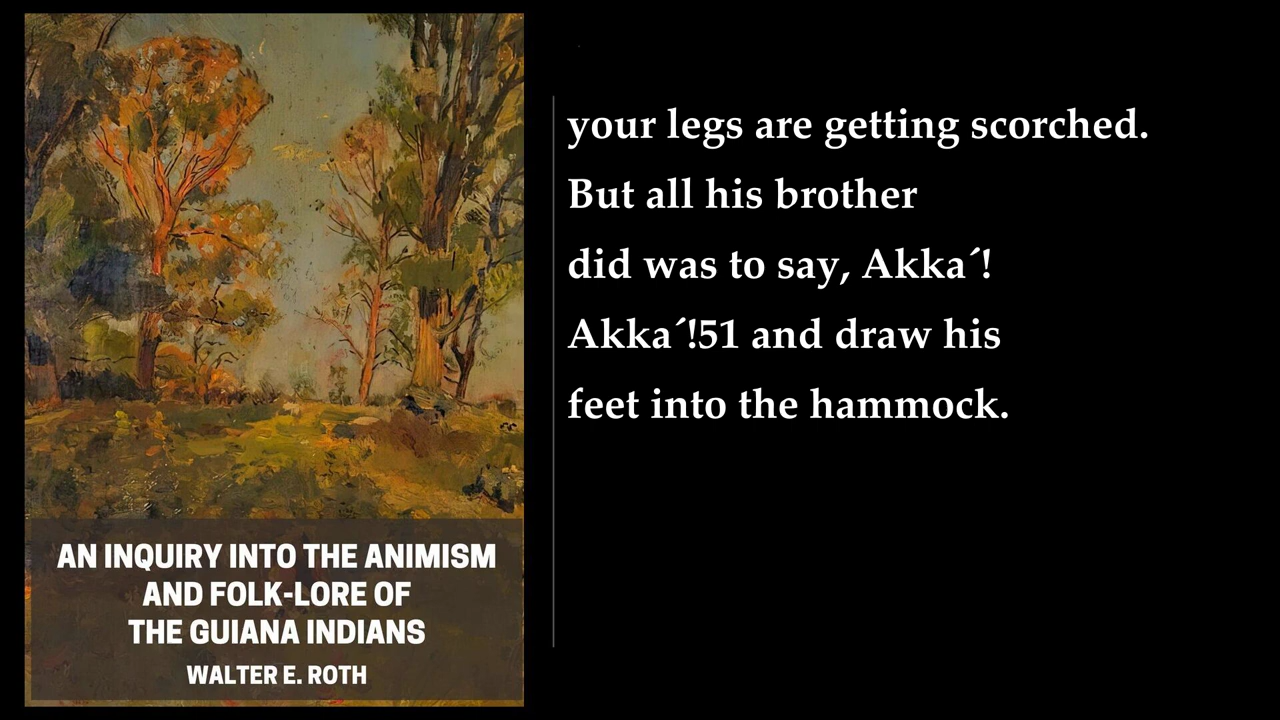 AN INQUIRY INTO THE ANIMISM
AND FOLK-LORE OF
THE GUIANA INDIANS
WALTER E. ROTH
your legs are getting scorched.
But all his brother
did was to say, Akka´!
Akka´!51 and draw his
feet into the hammock.